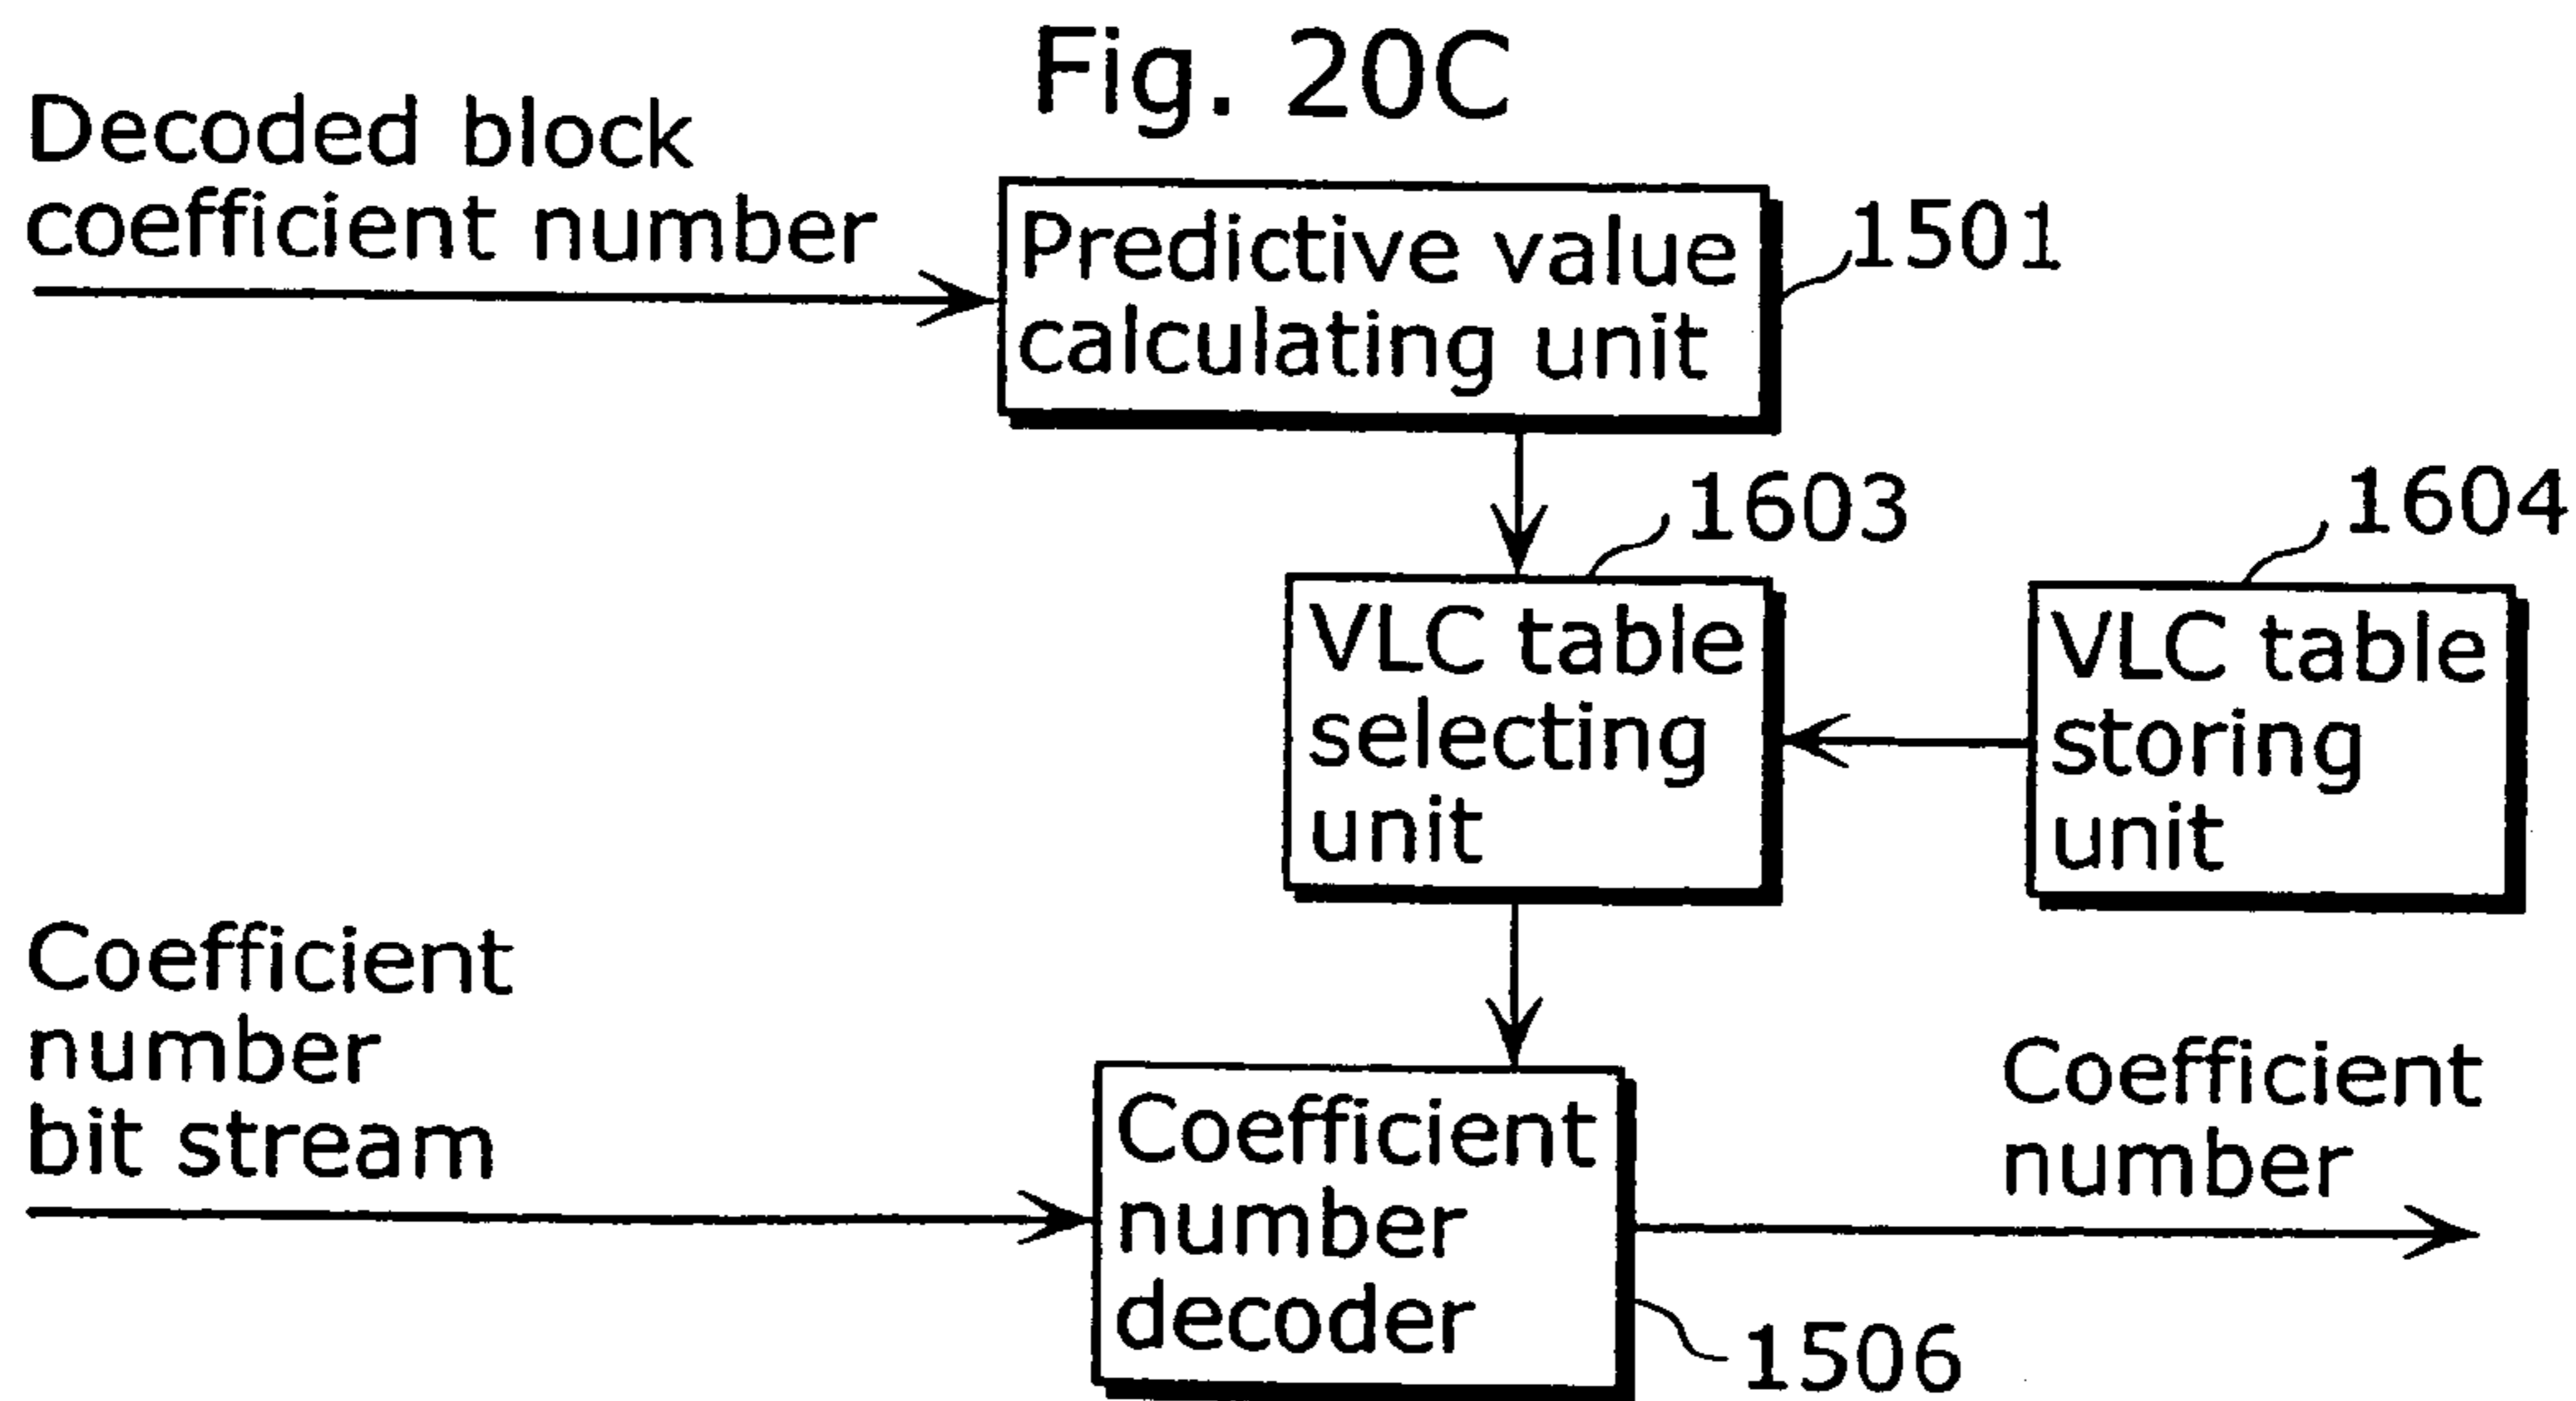 Fig. 20C
Decoded block
coefficient number
Predictive value
calculating unit
1501
1603
1604
VLC table
selecting
unit
VLC table
storing
unit
Coefficient
number
bit stream
Coefficient
number
decoder
1506
Coefficient
number